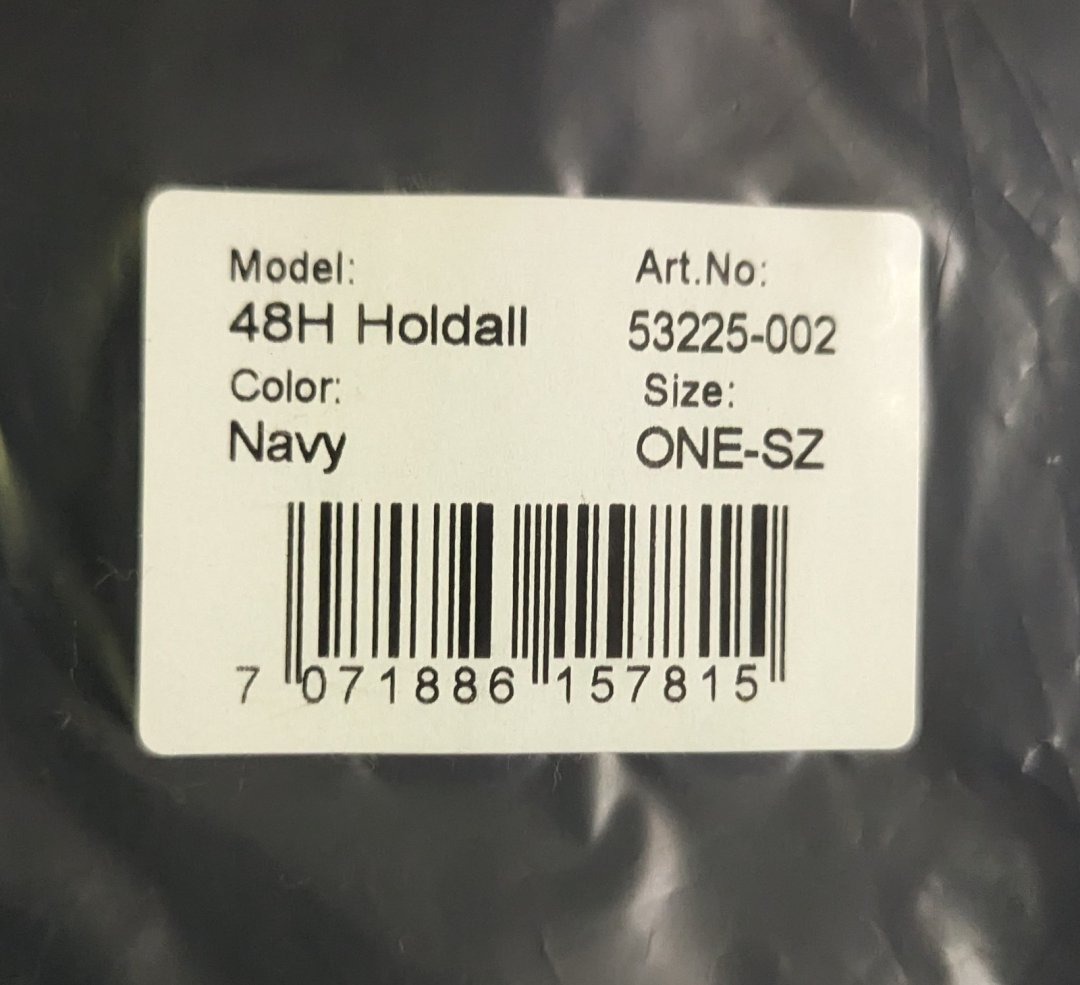 Model: Art.No:
48H Holdall 53225-002
Color: Size:
Navy ONE-SZ
7 071886 157815